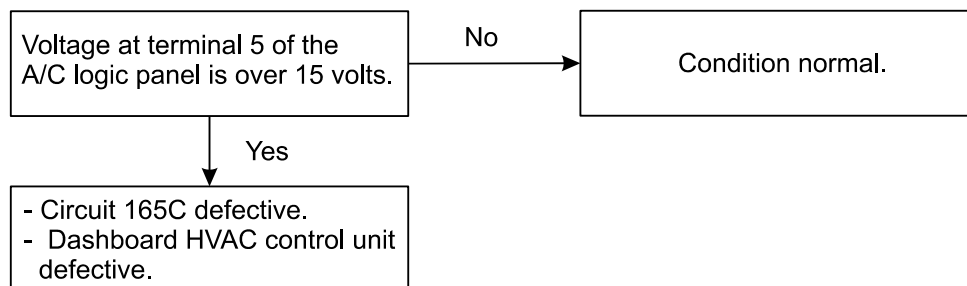 Voltage at terminal 5 of the
A/C logic panel is over 15 volts.
No
Condition normal.
Yes
- Circuit 165C defective.
- Dashboard HVAC control unit
defective.